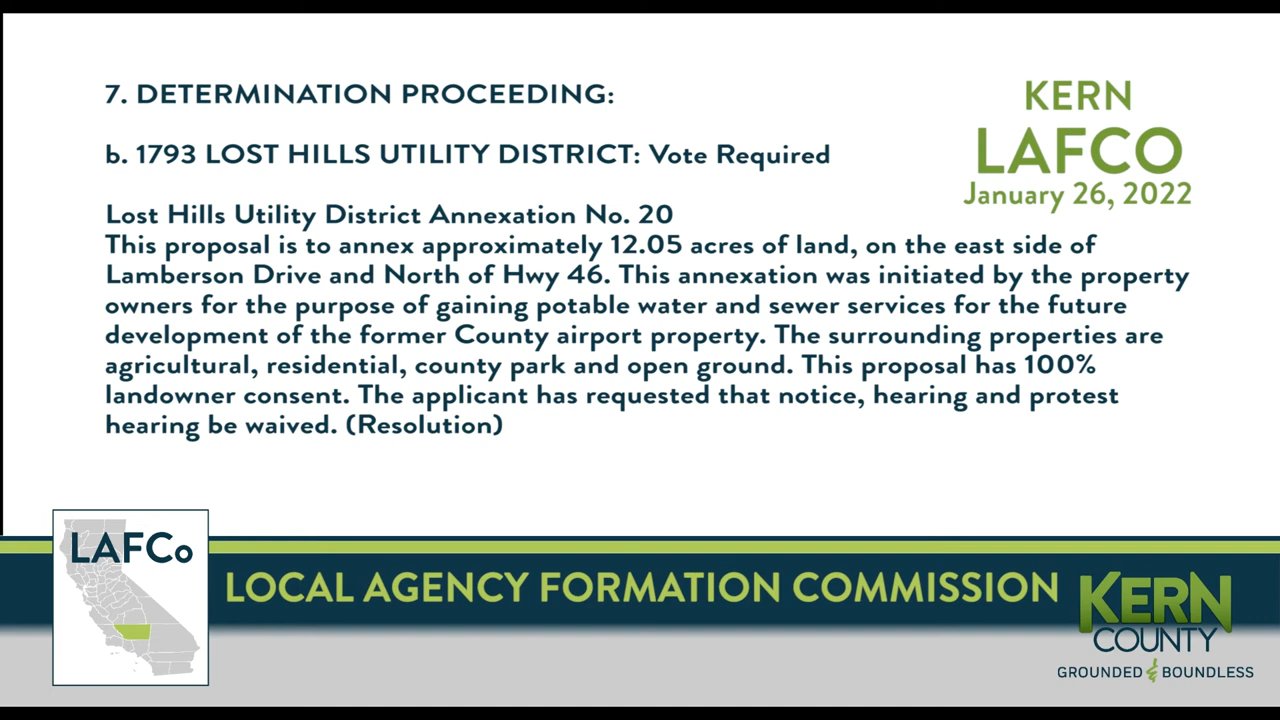 7. DETERMINATION PROCEEDING:
b. 1793 LOST HILLS UTILITY DISTRICT: Vote Required
Lost Hills Utility District Annexation No. 20
This proposal is to annex approximately 12.05 acres of land, on the east side of
Lamberson Drive and North of Hwy 46. This annexation was initiated by the property
owners for the purpose of gaining potable water and sewer services for the future
development of the former County airport property. The surrounding properties are
agricultural, residential, county park and open ground. This proposal has 100%
landowner consent. The applicant has requested that notice, hearing and protest
hearing be waived. (Resolution)
KERN
LAFCO
January 26, 2022
LAFCo
LOCAL AGENCY FORMATION COMMISSION
KERN
COUNTY
GROUNDED BOUNDLESS